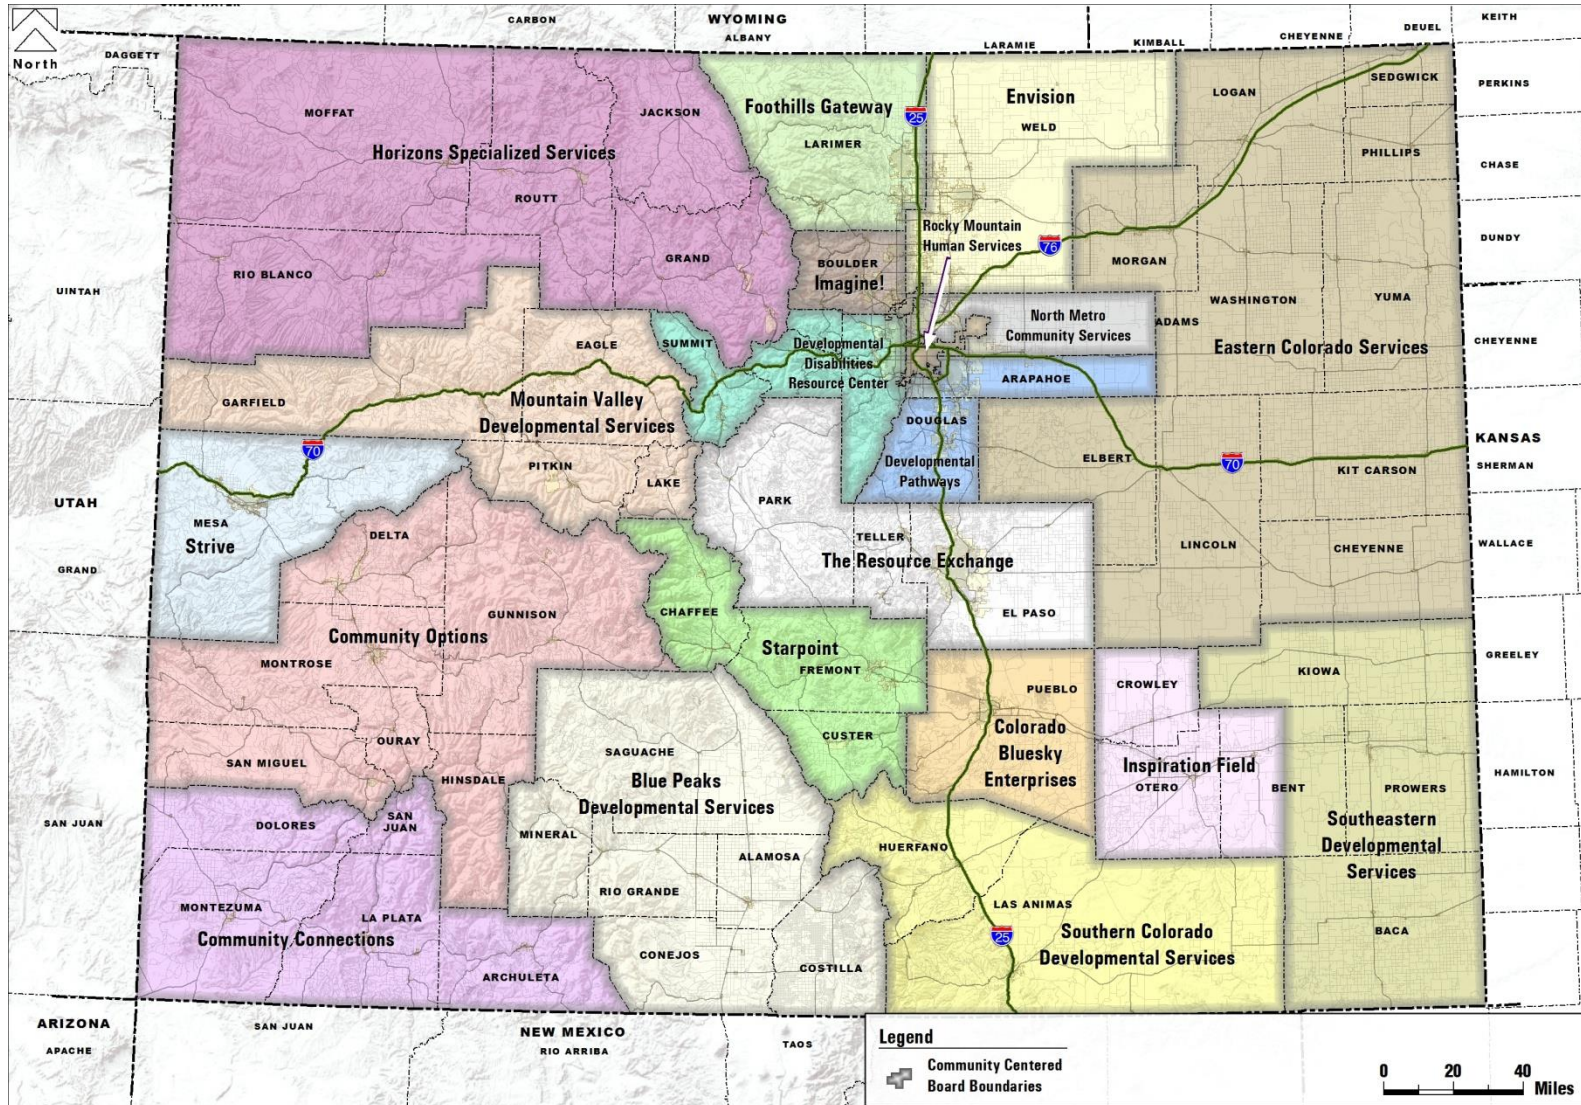 CARBON
WYOMING
ALBANY
LARAMIE
KIMBALL
CHEYENNE
DEUEL
KEITH
North
DAGGETT
PERKINS
MOFFAT
JACKSON
Foothills Gateway
25
Envision
LOGAN
SEDGWICK
WELD
LARIMER
Horizons Specialized Services
PHILLIPS
CHASE
ROUTT
Rocky Mountain
Human Services
76
DUNDY
RIO BLANCO
GRAND
BOULDER
Imagine!
MORGAN
UINTAH
WASHINGTON
YUMA
North Metro
Community Services
ADAMS
EAGLE
SUMMIT
Developmental
Disabilities
Resource Center
Eastern Colorado Services
CHEYENNE
ARAPAHOE
GARFIELD
Mountain Valley
Developmental Services
DOUGLAS
70
KANSAS
PITKIN
LAKE
Developmental
Pathways
ELBERT
70
KIT CARSON
SHERMAN
UTAH
PARK
MESA
Strive
DELTA
TELLER
The Resource Exchange
LINCOLN
CHEYENNE
WALLACE
GRAND
GUNNISON
CHAFFEE
EL PASO
Community Options
Starpoint
MONTROSE
FREMONT
KIOWA
GREELEY
PUEBLO
CROWLEY
OURAY
SAN MIGUEL
HINSDALE
SAGUACHE
CUSTER
Colorado
Bluesky
Enterprises
Blue Peaks
Developmental Services
Inspiration Field
OTERO
BENT
PROWERS
HAMILTON
SAN JUAN
DOLORES
SAN
JUAN
MINERAL
Southeastern
Developmental
Services
HUERFANO
ALAMOSA
RIO GRANDE
MONTEZUMA
LA PLATA
LAS ANIMAS
Community Connections
25
Southern Colorado
Developmental Services
BACA
CONEJOS
COSTILLA
ARCHULETA
ARIZONA
APACHE
SAN JUAN
NEW MEXICO
RIO ARRIBA
TAOS
Legend
Community Centered
Board Boundaries
0 20 40
Miles